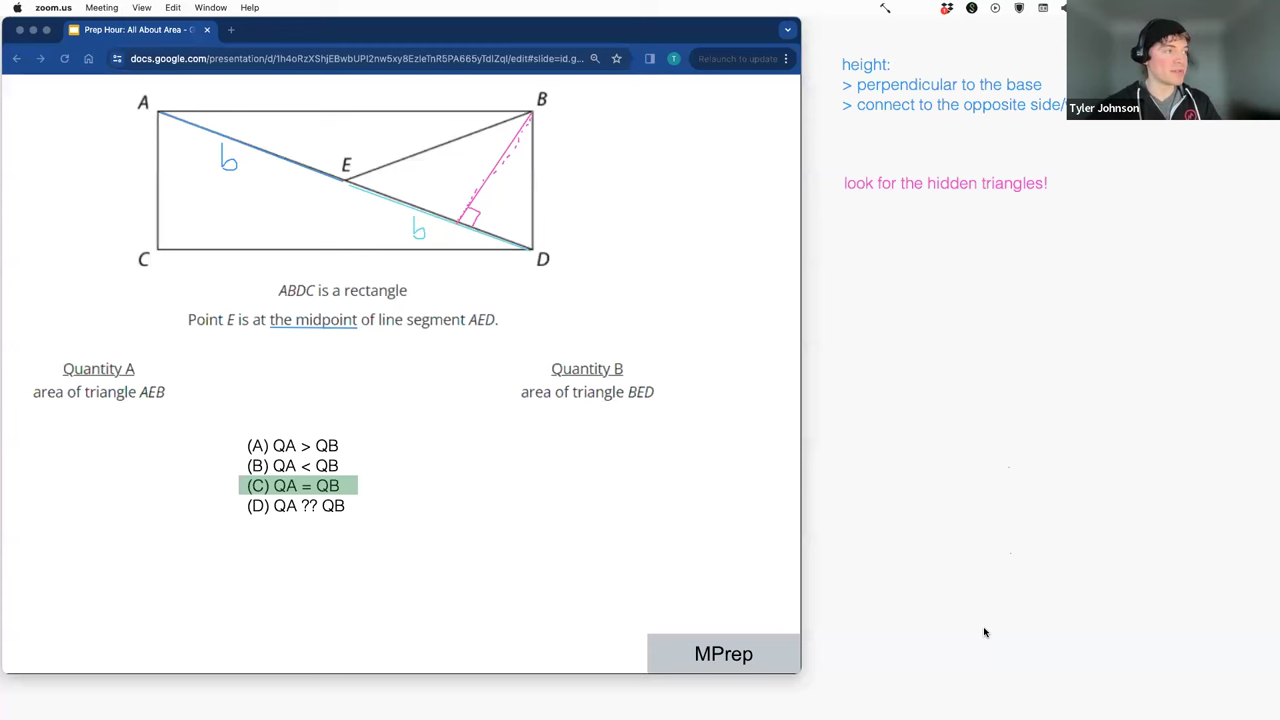 zoom.us Meeting View Edit Window Help
Prep Hour: All About Area -
docs.google.com/presentation/d/1h4oRzXShjEBwbUPI2nw5xy8EzleTnR5PA665yTdIZql/edit#slide=id.g...
Relaunch to update
T
height:
> perpendicular to the base
> connect to the opposite side/
Tyler Johnson
look for the hidden triangles!
A
B
b
E
b
C
D
ABDC is a rectangle
Point E is at the midpoint of line segment AED.
Quantity A
area of triangle AEB
Quantity B
area of triangle BED
(A) QA > QB
(B) QA < QB
(C) QA = QB
(D) QA ?? QB
MPrep